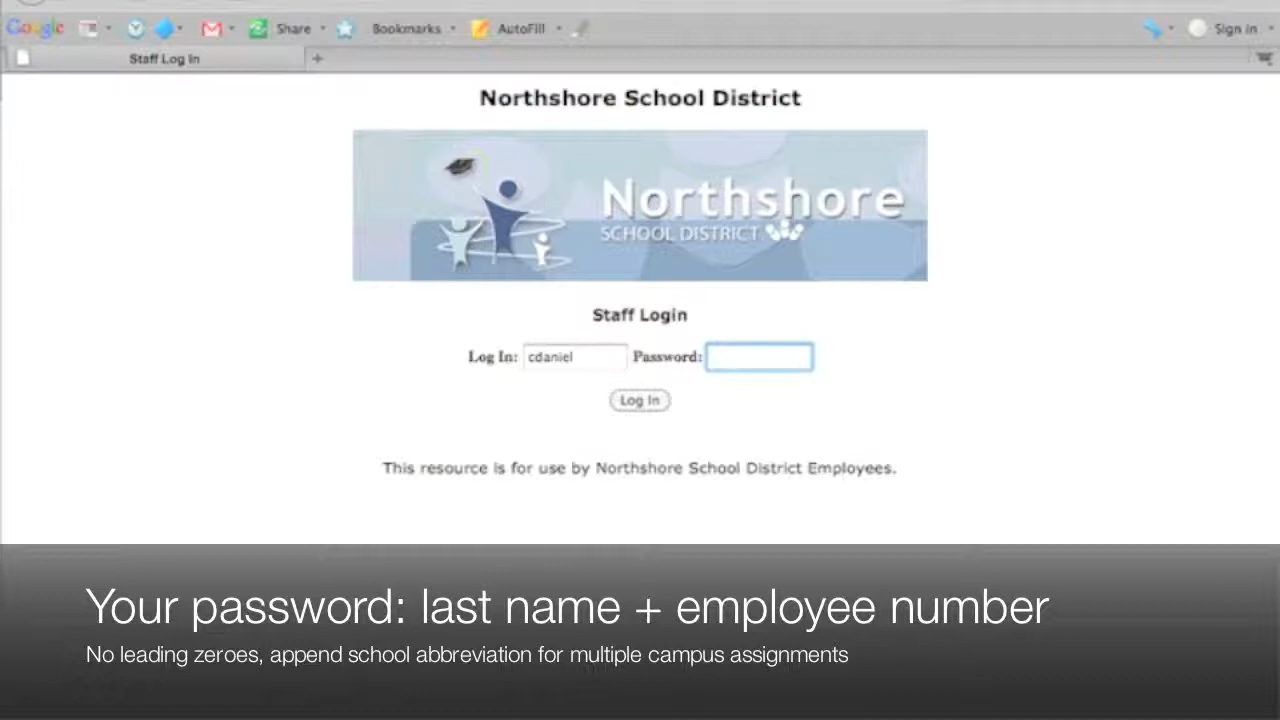 Google Share Bookmarks AutoFill Sign in
Staff Log In
Northshore School District
Northshore
SCHOOL DISTRICT
Staff Login
Log In: cdaniel Password:
Log In
This resource is for use by Northshore School District Employees.
Your password: last name + employee number
No leading zeroes, append school abbreviation for multiple campus assignments